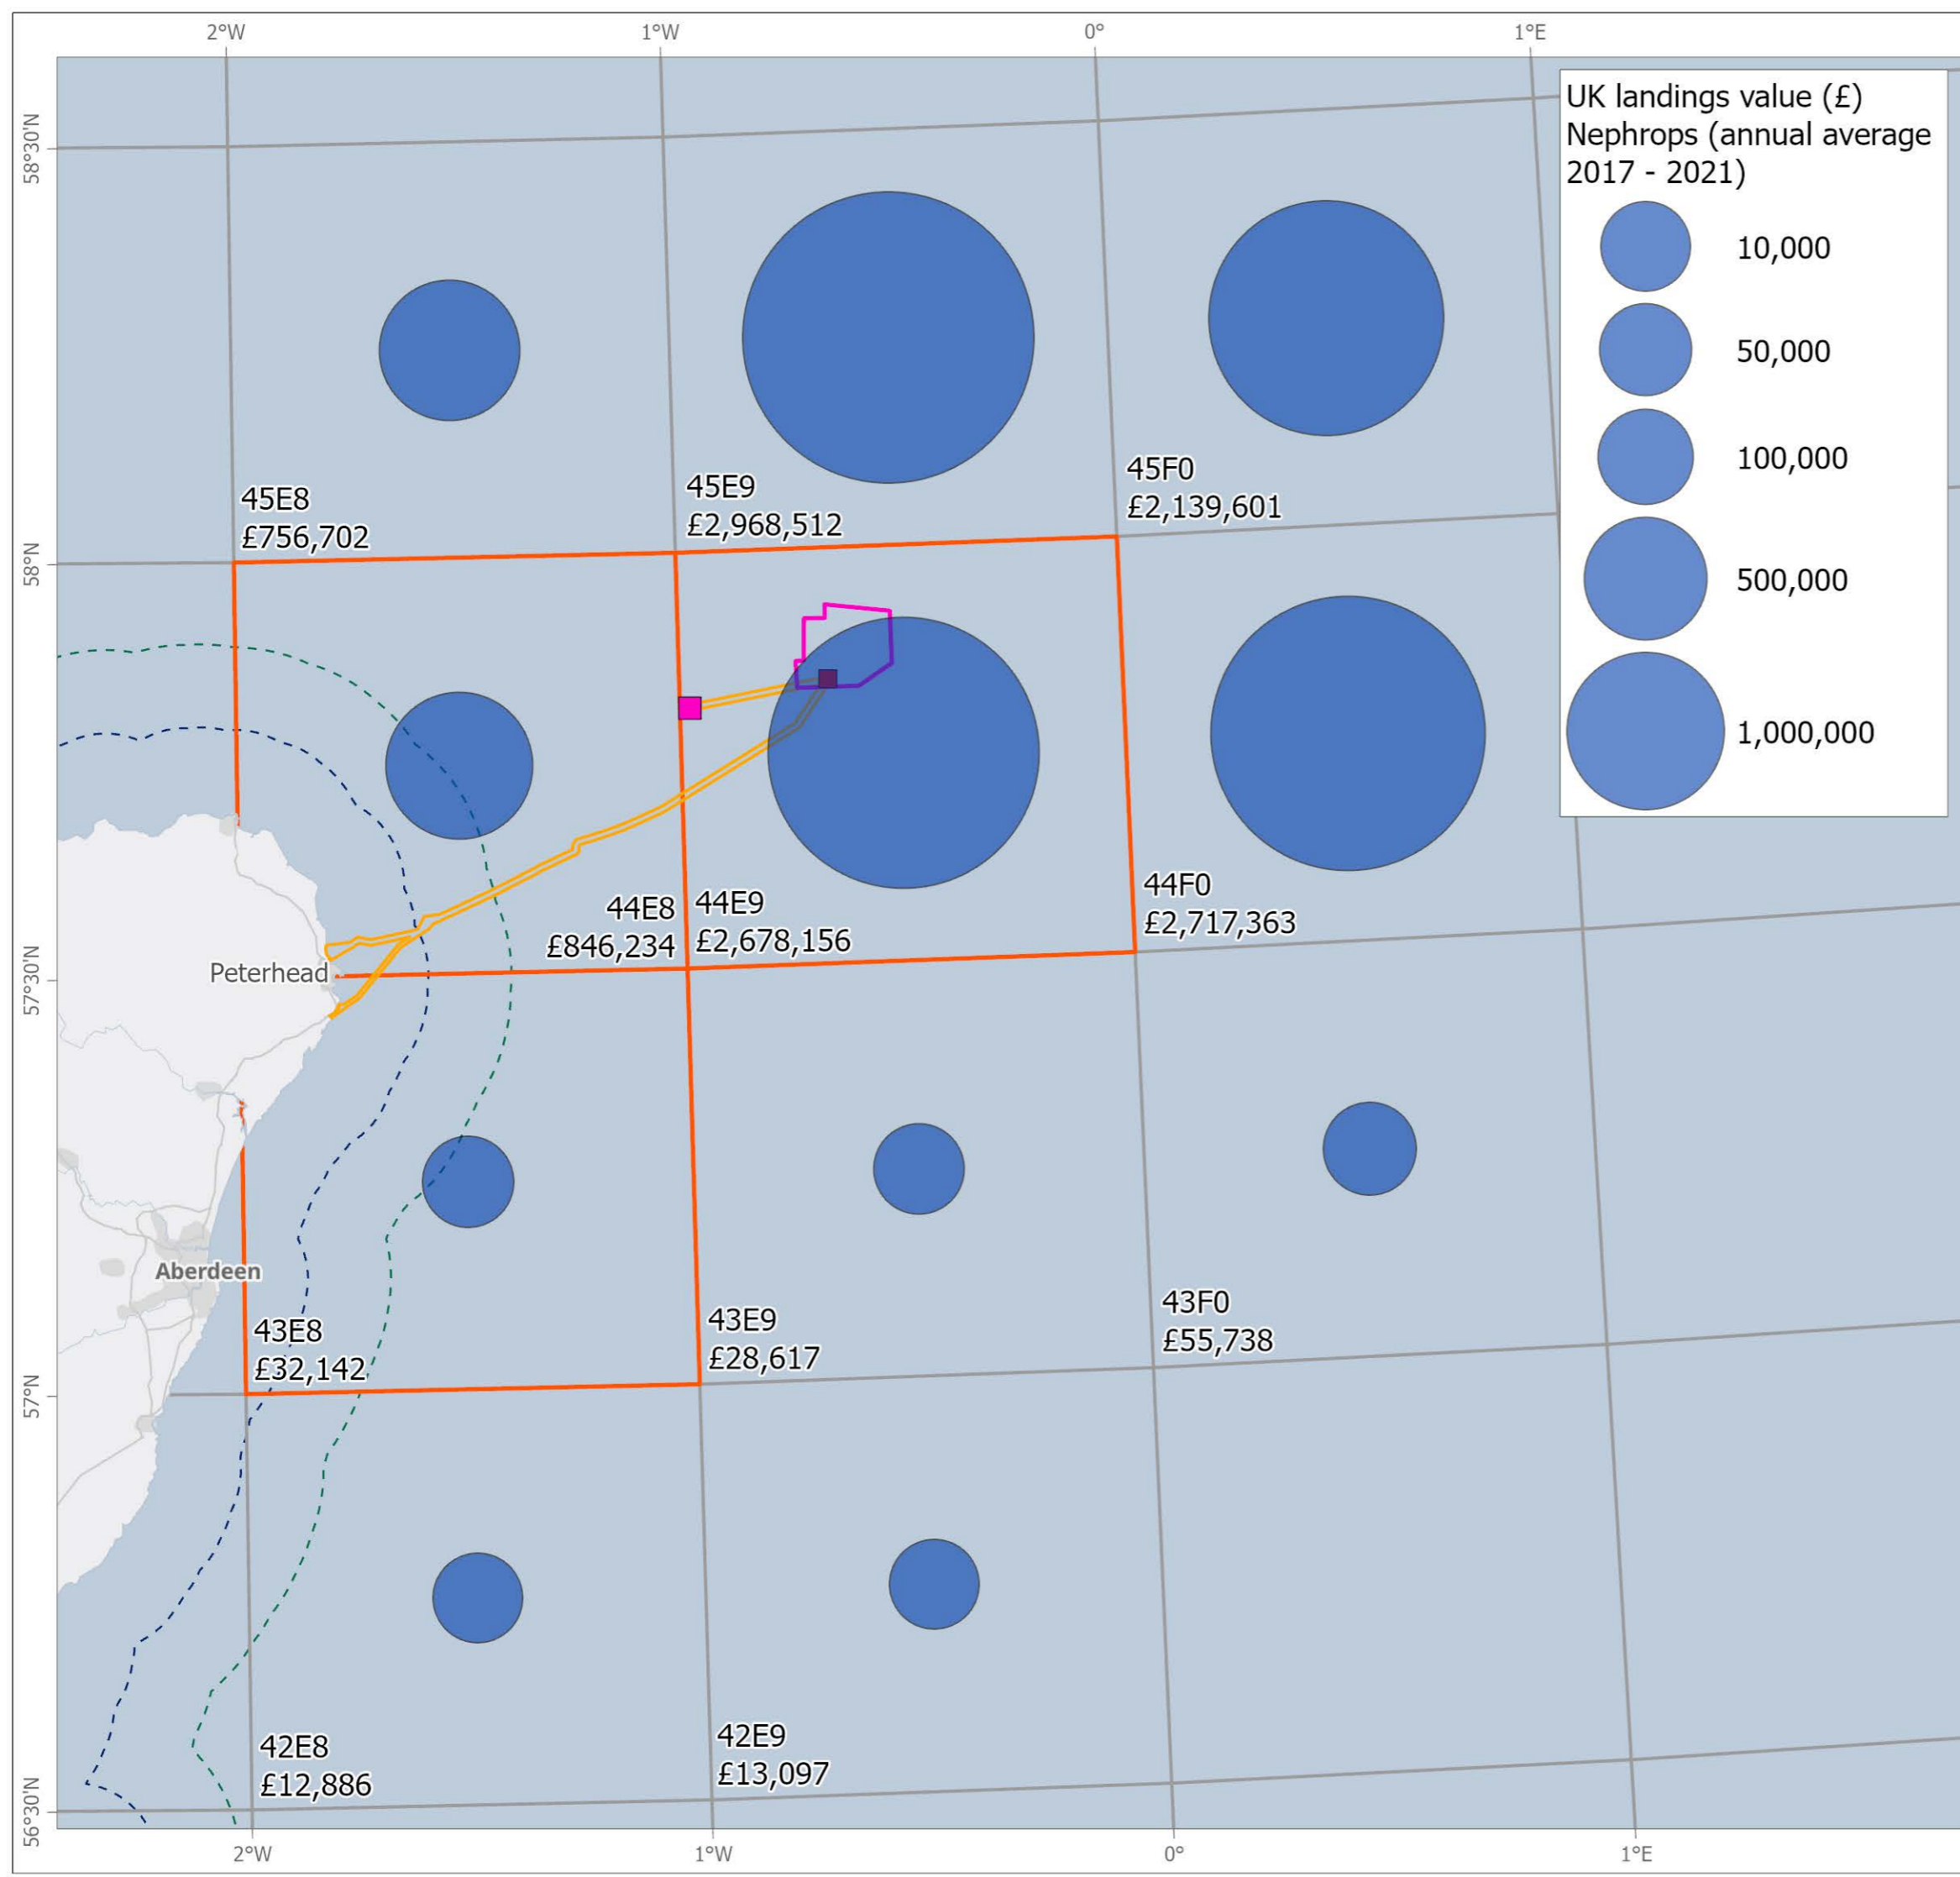 2°W
1°W
0°
1°E
58°30'N
58°N
57°30'N
57°N
56°30'N
UK landings value (£)
Nephrops (annual average
2017 - 2021)
10,000
50,000
100,000
500,000
1,000,000
45E8
£756,702
45E9
£2,968,512
45F0
£2,139,601
44E8
£846,234
44E9
£2,678,156
44F0
£2,717,363
Peterhead
Aberdeen
43E8
£32,142
43E9
£28,617
43F0
£55,738
42E8
£12,886
42E9
£13,097
2°W
1°W
0°
1°E